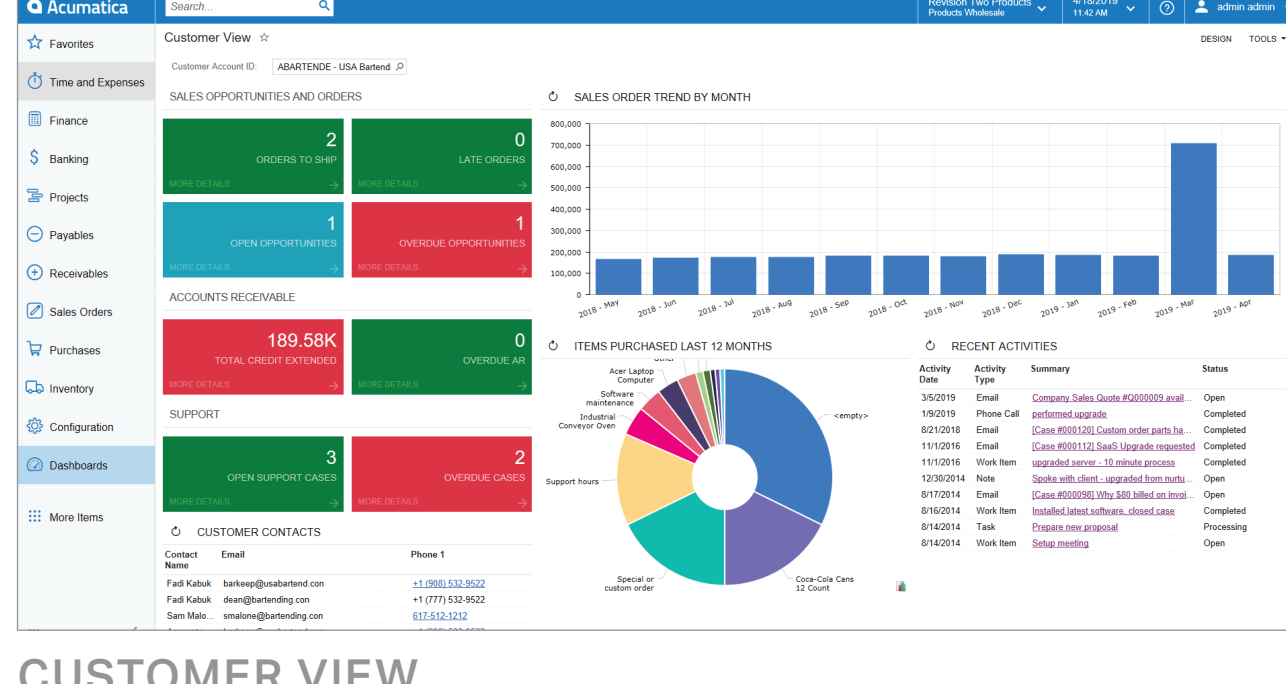 Acumatica
Search...
Revision Two Products
Products Wholesale
4/18/2019
11:42 AM
admin admin
Favorites
Time and Expenses
Finance
Banking
Projects
Payables
Receivables
Sales Orders
Purchases
Inventory
Configuration
Dashboards
More Items
Customer View
DESIGN TOOLS
Customer Account ID: ABARTENDE - USA Bartend
SALES OPPORTUNITIES AND ORDERS
2
ORDERS TO SHIP
MORE DETAILS
0
LATE ORDERS
MORE DETAILS
1
OPEN OPPORTUNITIES
MORE DETAILS
1
OVERDUE OPPORTUNITIES
MORE DETAILS
ACCOUNTS RECEIVABLE
189.58K
TOTAL CREDIT EXTENDED
MORE DETAILS
0
OVERDUE AR
MORE DETAILS
SUPPORT
3
OPEN SUPPORT CASES
MORE DETAILS
2
OVERDUE CASES
MORE DETAILS
CUSTOMER CONTACTS
Contact Name Email Phone 1
Fadi Kabuk barkeep@usabartend.con +1 (908) 532-9522
Fadi Kabuk dean@bartending.con +1 (777) 532-9522
Sam Malo... smalone@bartending.con 617-512-1212
SALES ORDER TREND BY MONTH
800,000
700,000
600,000
500,000
400,000
300,000
200,000
100,000
0
2018 - May 2018 - Jun 2018 - Jul 2018 - Aug 2018 - Sep 2018 - Oct 2018 - Nov 2018 - Dec 2019 - Jan 2019 - Feb 2019 - Mar 2019 - Apr
ITEMS PURCHASED LAST 12 MONTHS
Acer Laptop
Computer
Software
maintenance
Industrial
Conveyor Oven
Support hours
Special or
custom order
<empty>
Coca-Cola Cans
12 Count
RECENT ACTIVITIES
Activity Date Activity Type Summary Status
3/5/2019 Email Company Sales Quote #Q000009 avail... Open
1/9/2019 Phone Call performed upgrade Completed
8/21/2018 Email [Case #000120] Custom order parts ha... Completed
11/1/2016 Email [Case #000112] SaaS Upgrade requested Completed
11/1/2016 Work Item upgraded server - 10 minute process Completed
12/30/2014 Note Spoke with client - upgraded from nurtu... Open
8/17/2014 Email [Case #000098] Why $80 billed on invoi... Open
8/16/2014 Work Item Installed latest software, closed case Completed
8/14/2014 Task Prepare new proposal Processing
8/14/2014 Work Item Setup meeting Open
CUSTOMER VIEW